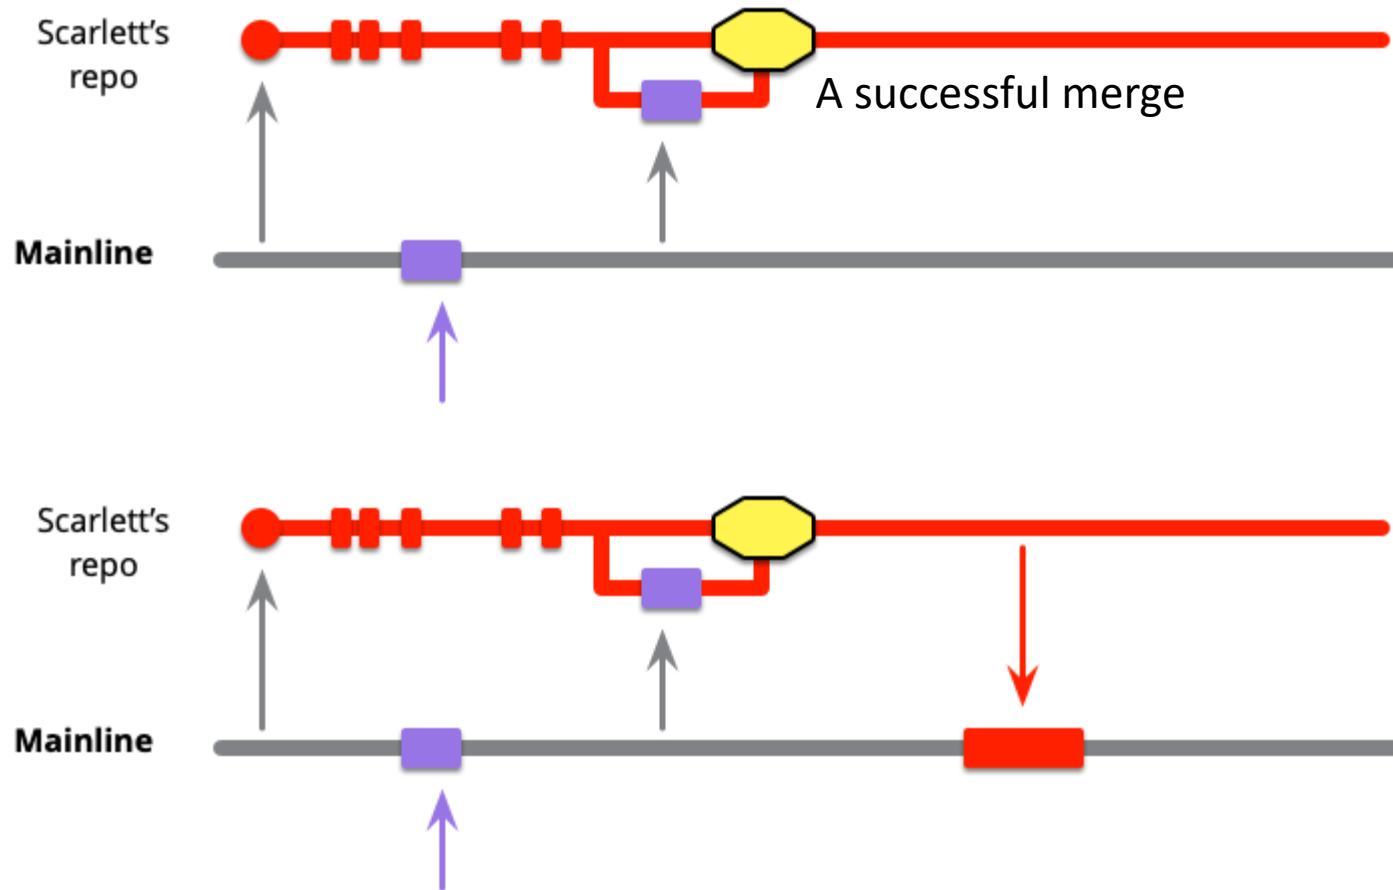 Scarlett’s
repo
A successful merge
Mainline
Scarlett’s
repo
Mainline